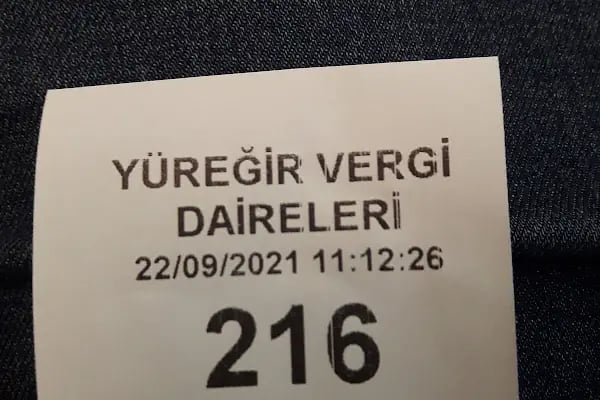 YÜREĞİR VERGİ
DAİRELERİ
22/09/2021 11:12:26
216